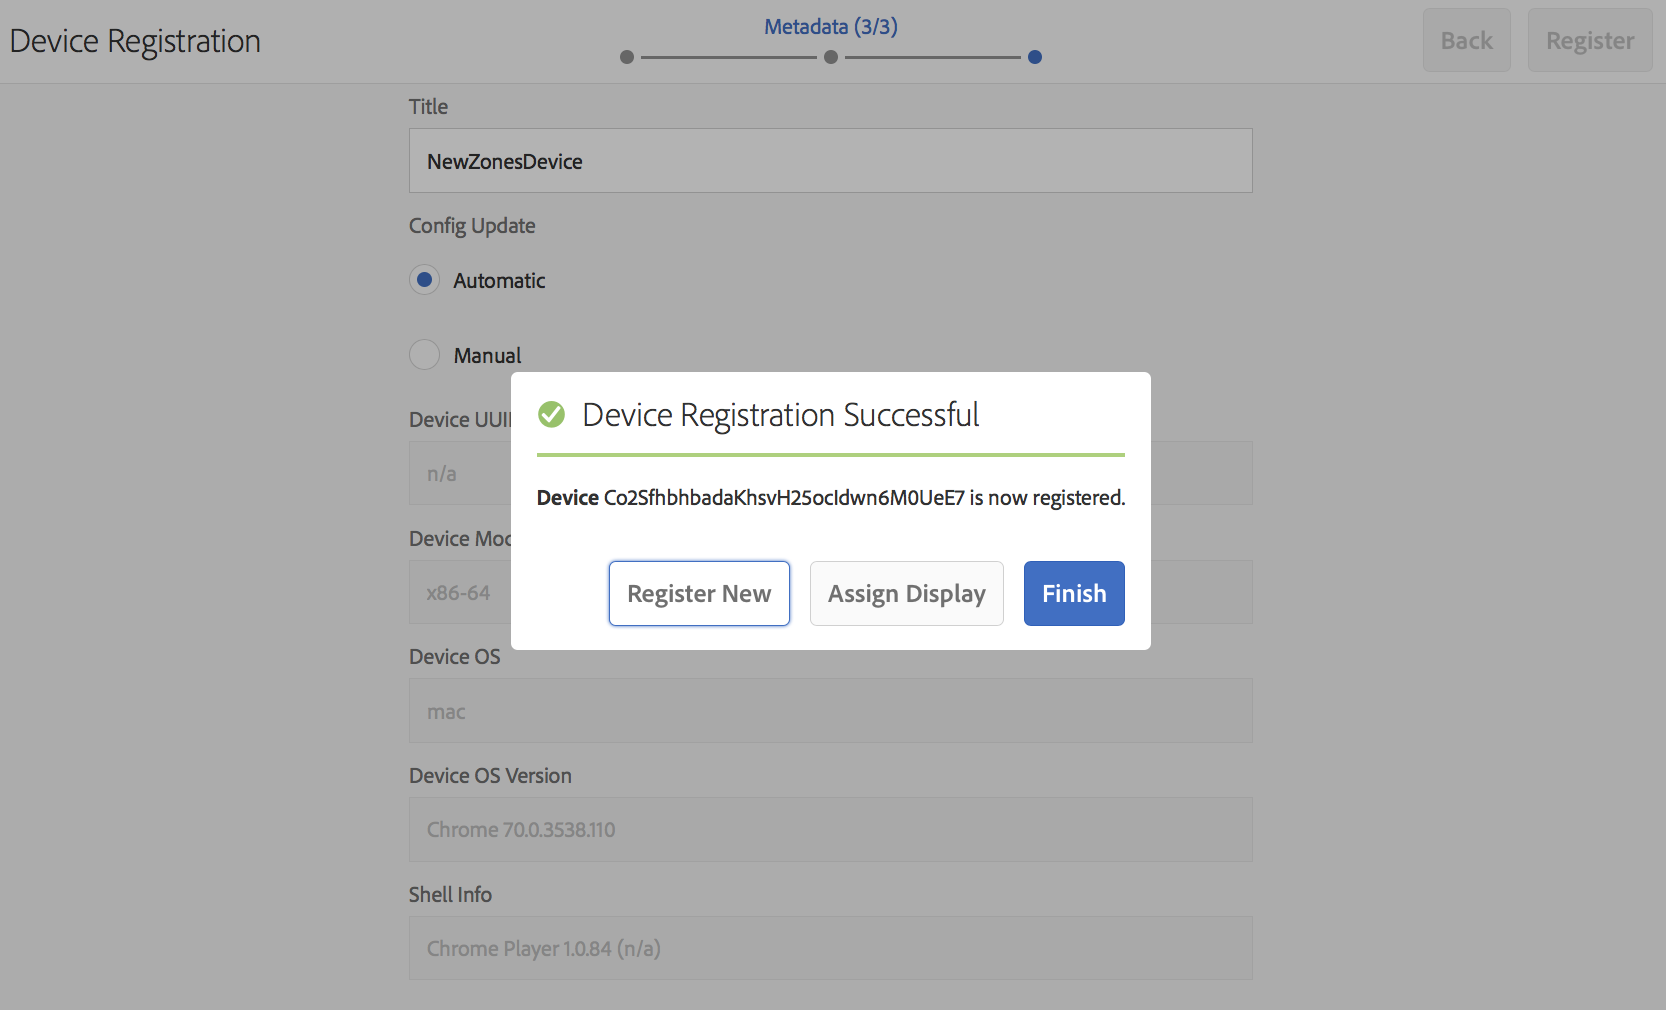 Device Registration
Metadata (3/3)
Back
Register
Title
NewZonesDevice
Config Update
Automatic
Manual
Device UUI
n/a
Device Mo
x86-64
Device Registration Successful
Device Co2SfhbhbadaKhsvH25ocIdwn6M0UeE7 is now registered.
Register New
Assign Display
Finish
Device OS
mac
Device OS Version
Chrome 70.0.3538.110
Shell Info
Chrome Player 1.0.84 (n/a)